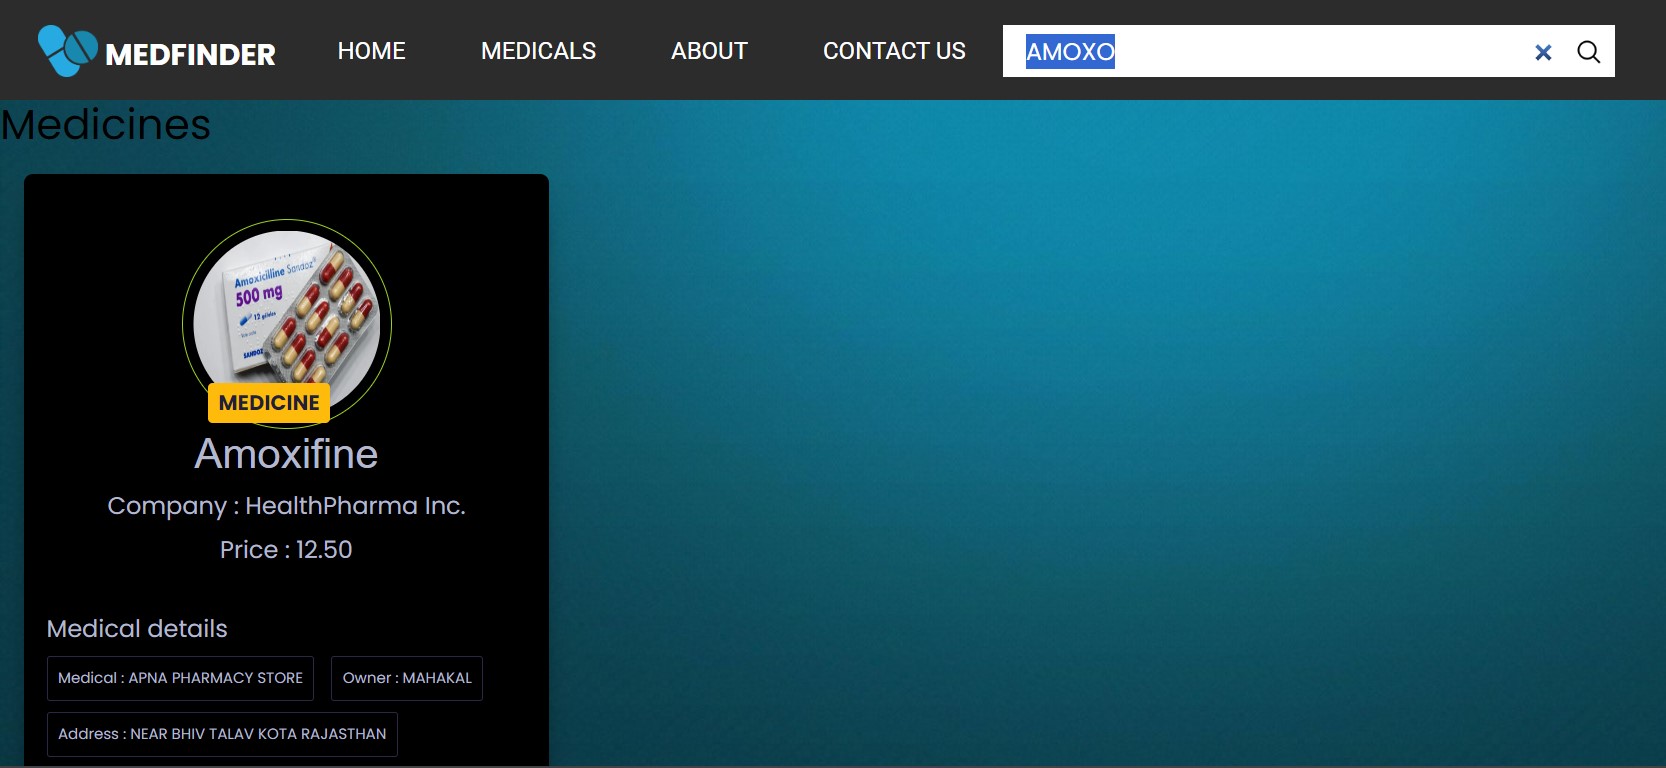 MEDFINDER HOME MEDICALS ABOUT CONTACT US AMOXO
Medicines
Amoxicilline Sandoz®
500 mg
12 gélules
SANDOZ
MEDICINE
Amoxifine
Company : HealthPharma Inc.
Price : 12.50
Medical details
Medical : APNA PHARMACY STORE Owner : MAHAKAL
Address : NEAR BHIV TALAV KOTA RAJASTHAN